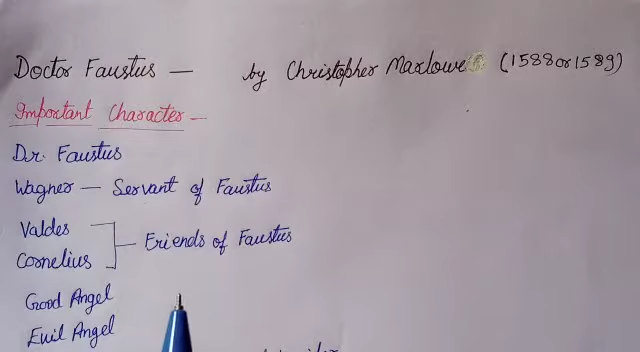 Doctor Faustus — by Christopher Marlowe (1588 or 1589)
Important Character —
Dr. Faustus
Wagner — Servant of Faustus
Valdes
Cornelius
Friends of Faustus
Good Angel
Evil Angel